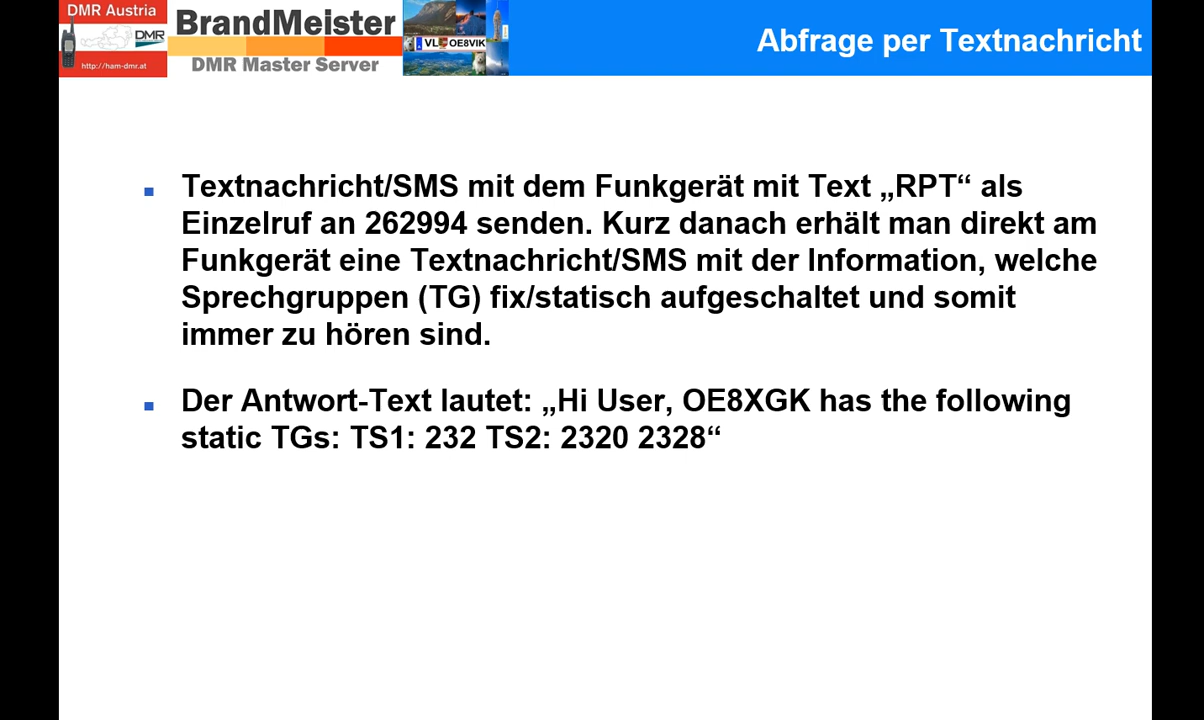 DMR Austria
DMR
http://ham-dmr.at
BrandMeister
DMR Master Server
VL OE8VIK
Abfrage per Textnachricht
Textnachricht/SMS mit dem Funkgerät mit Text „RPT“ als
Einzelruf an 262994 senden. Kurz danach erhält man direkt am
Funkgerät eine Textnachricht/SMS mit der Information, welche
Sprechgruppen (TG) fix/statisch aufgeschaltet und somit
immer zu hören sind.
Der Antwort-Text lautet: „Hi User, OE8XGK has the following
static TGs: TS1: 232 TS2: 2320 2328“